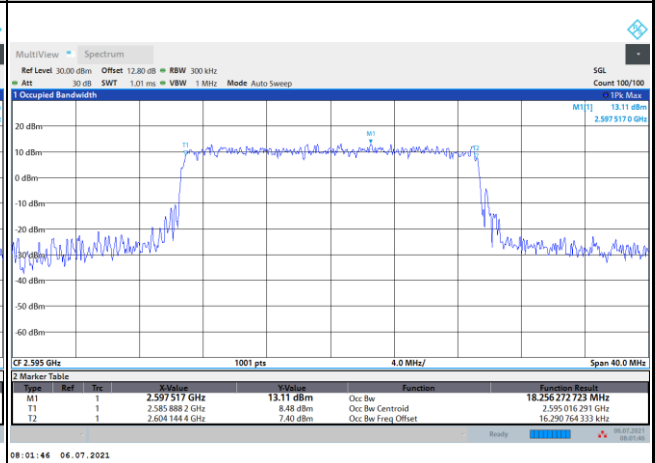 MultiView Spectrum
Ref Level 30.00 dBm Offset 12.80 dB RBW 300 kHz SGL
Att 30 dB SWT 1.01 ms VBW 1 MHz Mode Auto Sweep Count 100/100
1 Occupied Bandwidth 1Pk Max
M1[1] 13.11 dBm
2.597 517 0 GHz
20 dBm
M1
T1 T2
10 dBm
0 dBm
-10 dBm
-20 dBm
-30 dBm
-40 dBm
-50 dBm
-60 dBm
CF 2.595 GHz 1001 pts 4.0 MHz/ Span 40.0 MHz
2 Marker Table
Type Ref Trc X-Value Y-Value Function Function Result
M1 1 2.597 517 GHz 13.11 dBm Occ Bw 18.256 272 723 MHz
T1 1 2.585 888 2 GHz 8.48 dBm Occ Bw Centroid 2.595 016 291 GHz
T2 1 2.604 144 4 GHz 7.40 dBm Occ Bw Freq Offset 16.290 764 333 kHz
Ready 06.07.2021
08:01:46
08:01:46 06.07.2021